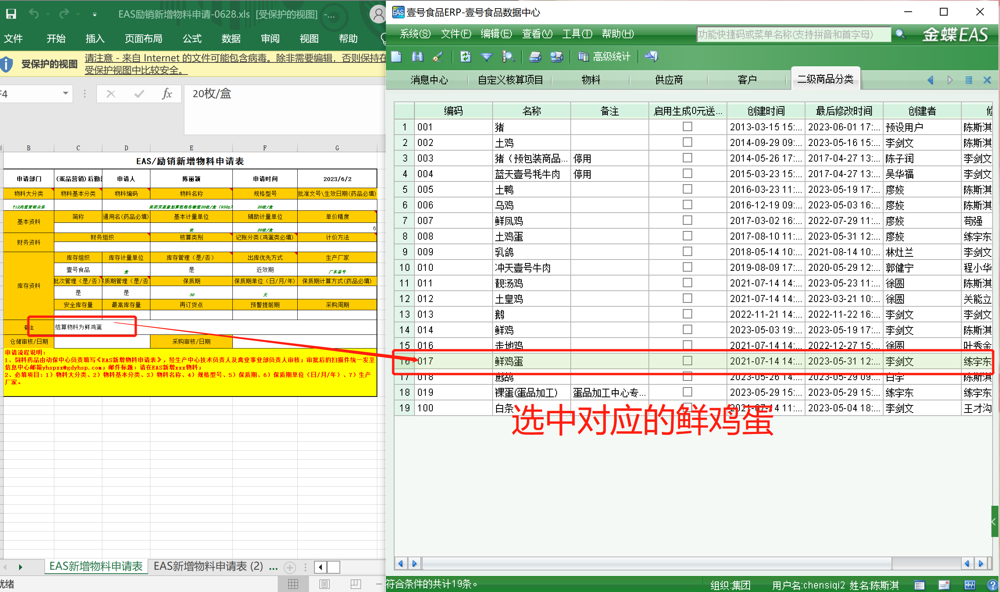 EAS励销新增物料申请-0628.xls [受保护的视图] -...
文件 开始 插入 页面布局 公式 数据 审阅 视图 帮助
受保护的视图
请注意 - 来自 Internet 的文件可能包含病毒。除非需要编辑，否则保持在
受保护视图中比较安全。
F4 fx 20枚/盒
B C D E F G
EAS/励销新增物料申请表
申请部门 (蛋品营销)后勤 申请人 陈丽颖 申请时间 2023/6/2
物料大分类 物料基本分类 物料编码 物料名称 规格型号 批准文号\生效日期(药品必填)
Y12鸡蛋营销业务 美团买菜象划算粗粮谷物蛋20枚/盒（930g） 20枚/盒
基本资料 简称 通用名(药品必填) 基本计量单位 辅助计量单位 单价精度
枚 20枚/盒 6
财务资料 财务组织 核算类别 记账分类(鸡蛋类必填) 计价方法
库存资料 库存组织 库存计量单位 库存管理（是/否） 出库优先方式 生产厂家
壹号食品 盒 是 近效期 广东壹号
批次管理（是/否） 保质期管理（是/否 保质期 保质期单位（日/月/年） 保质期计算方式(药品必填)
是 是 30 天
安全库存量 最高库存量 再订货点 预警提前期 采购周期
备注 结算物料为鲜鸡蛋
仓储审核/日期 采购审核/日期
申请流程说明：
1、饲料药品由动保中心负责填写《EAS新增物料申请表》，经生产中心技术负责人及禽业事业部负责人审核；审批后的扫描件统一发至
信息中心邮箱yhspxx@gdyhsp.com；邮件标题：请在EAS新增xxx物料；
2、必填项目：1）物料大分类、2）物料基本分类、3）物料名称、4）规格型号、5）保质期、6）保质期单位（日/月/年）、7）生产
厂家。
EAS新增物料申请表 EAS新增物料申请表 (2) ...
就绪
EAS 壹号食品ERP-壹号食品数据中心
系统(S) 文件(F) 编辑(E) 查看(V) 工具(T) 帮助(H) 功能快捷码或菜单名称(支持拼音和首字母) 金蝶EAS
高级统计
消息中心 自定义核算项目 物料 供应商 客户 二级商品分类
编码 名称 备注 启用生成0元送... 创建时间 最后修改时间 创建者 修
1 001 猪 2013-03-15 15:... 2023-06-01 17:... 预设用户 陈斯淇
2 002 土鸡 2014-09-29 09:... 2023-05-16 15:... 李剑文 陈斯淇
3 003 猪（预包装商品... 停用 2014-05-26 17:... 2017-04-27 13:... 陈子润 李剑文
4 004 蓝天壹号牦牛肉 停用 2015-03-23 15:... 2017-04-27 13:... 吴华福 李剑文
5 005 土鸭 2016-03-23 11:... 2023-05-19 17:... 廖姣 陈斯淇
6 006 乌鸡 2016-12-19 09:... 2023-05-03 16:... 廖姣 陈斯淇
7 007 鲜凤鸡 2017-03-02 16:... 2022-07-29 11:... 廖姣 苟强
8 008 土鸡蛋 2017-08-10 11:... 2023-05-31 12:... 廖姣 练宇东
9 009 乳鸽 2018-05-14 10:... 2021-08-14 10:... 林灶兰 李剑文
10 010 冲天壹号牛肉 2019-08-09 17:... 2020-05-29 12:... 郭健宁 程小华
11 011 靓汤鸡 2021-07-14 14:... 2023-05-23 11:... 徐圆 陈斯淇
12 012 土皇鸡 2021-07-14 14:... 2023-03-21 10:... 徐圆 关能立
13 013 鹅 2022-11-21 14:... 2022-11-22 16:... 李剑文 李剑文
14 014 鲜鸡 2023-05-03 19:... 2023-05-19 17:... 李剑文 陈斯淇
15 016 走地鸡 2021-07-14 14:... 2022-12-27 15:... 徐圆 叶秀金
16 017 鲜鸡蛋 2021-07-14 14:... 2023-05-31 12:... 李剑文 练宇东
17 018 鹧鸪 2023-05-26 14:... 2023-05-29 09:... 白宇 陈斯淇
18 019 裸蛋(蛋品加工) 蛋品加工中心专... 2023-05-29 15:... 2023-05-29 15:... 练宇东 练宇东
19 100 白条 2021-07-14 11:... 2023-05-04 18:... 李剑文 王才沟
选中对应的鲜鸡蛋
符合条件的共计19条。 组织:集团 用户名:chensiqi2 姓名:陈斯淇